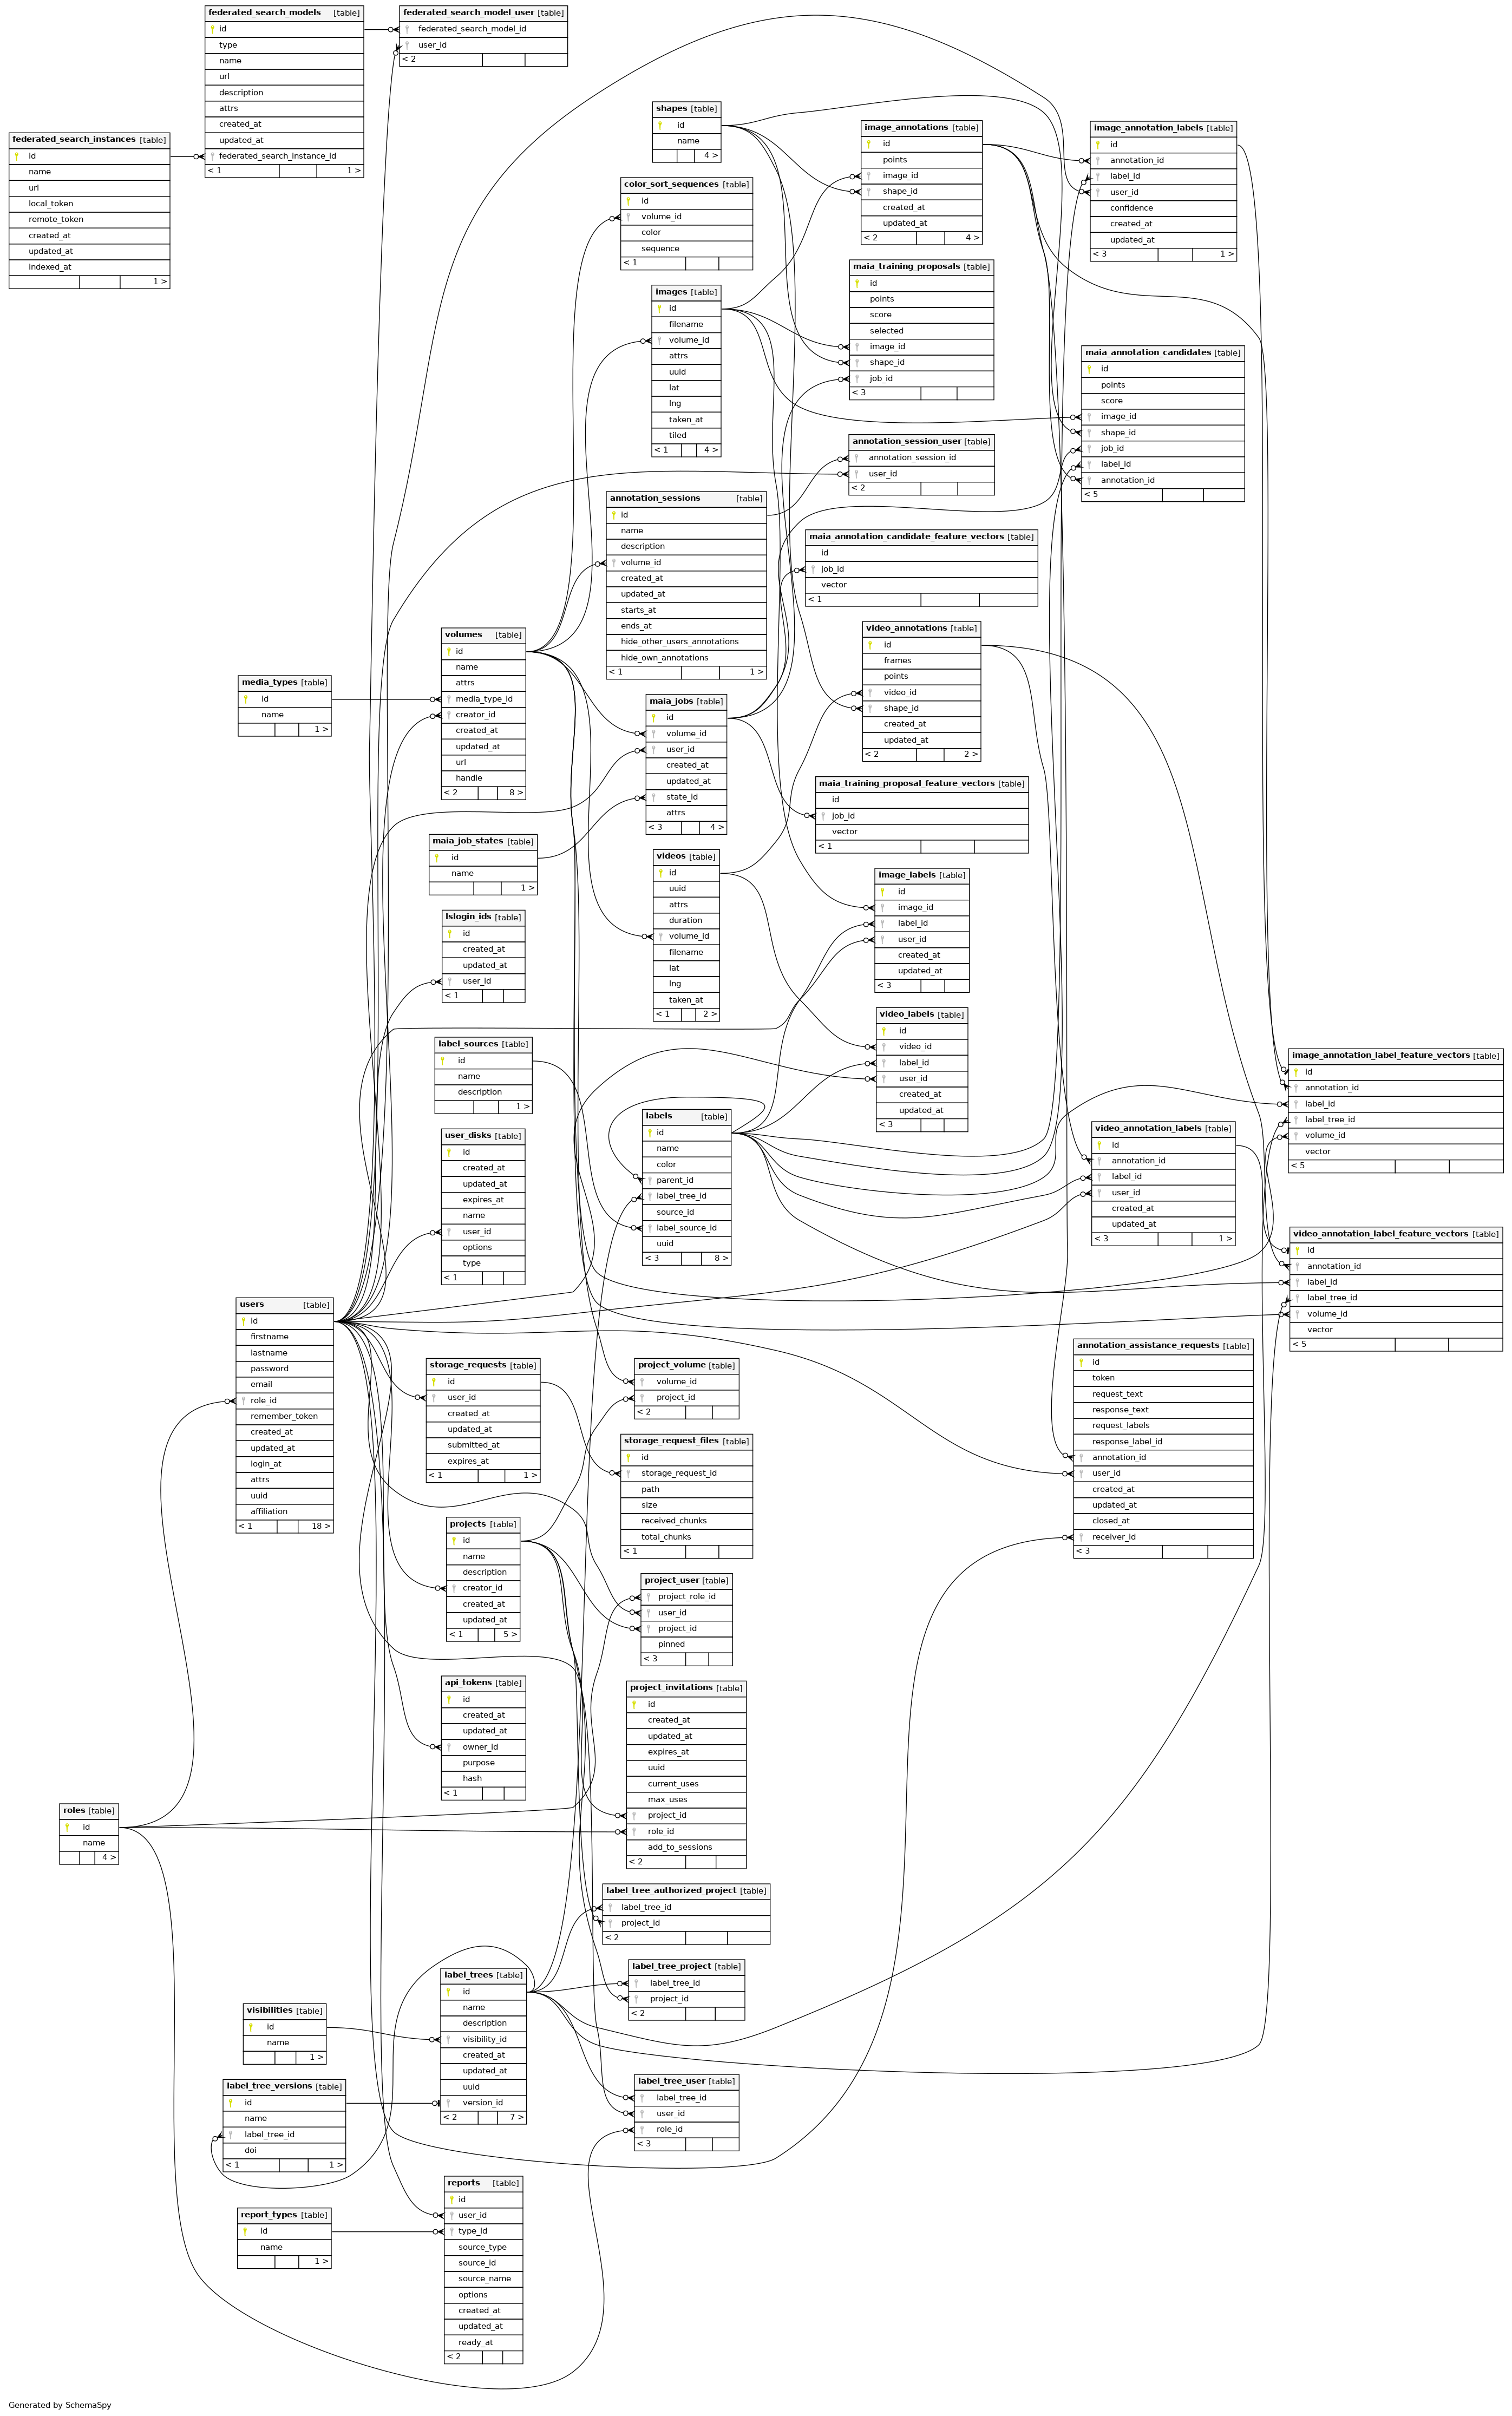 federated_search_models [table]
id
type
name
url
description
attrs
created_at
updated_at
federated_search_instance_id
< 1 1 >
federated_search_model_user [table]
federated_search_model_id
user_id
< 2
federated_search_instances [table]
id
name
url
local_token
remote_token
created_at
updated_at
indexed_at
1 >
shapes [table]
id
name
4 >
image_annotations [table]
id
points
image_id
shape_id
created_at
updated_at
< 2 4 >
image_annotation_labels [table]
id
annotation_id
label_id
user_id
confidence
created_at
updated_at
< 3 1 >
color_sort_sequences [table]
id
volume_id
color
sequence
< 1
maia_training_proposals [table]
id
points
score
selected
image_id
shape_id
job_id
< 3
images [table]
id
filename
volume_id
attrs
uuid
lat
lng
taken_at
tiled
< 1 4 >
maia_annotation_candidates [table]
id
points
score
image_id
shape_id
job_id
label_id
annotation_id
< 5
annotation_session_user [table]
annotation_session_id
user_id
< 2
annotation_sessions [table]
id
name
description
volume_id
created_at
updated_at
starts_at
ends_at
hide_other_users_annotations
hide_own_annotations
< 1 1 >
maia_annotation_candidate_feature_vectors [table]
id
job_id
vector
< 1
volumes [table]
id
name
attrs
media_type_id
creator_id
created_at
updated_at
url
handle
< 2 8 >
video_annotations [table]
id
frames
points
video_id
shape_id
created_at
updated_at
< 2 2 >
media_types [table]
id
name
1 >
maia_jobs [table]
id
volume_id
user_id
created_at
updated_at
state_id
attrs
< 3 4 >
maia_training_proposal_feature_vectors [table]
id
job_id
vector
< 1
maia_job_states [table]
id
name
1 >
videos [table]
id
uuid
attrs
duration
volume_id
filename
lat
lng
taken_at
< 1 2 >
image_labels [table]
id
image_id
label_id
user_id
created_at
updated_at
< 3
lslogin_ids [table]
id
created_at
updated_at
user_id
< 1
video_labels [table]
id
video_id
label_id
user_id
created_at
updated_at
< 3
label_sources [table]
id
name
description
1 >
image_annotation_label_feature_vectors [table]
id
annotation_id
label_id
label_tree_id
volume_id
vector
< 5
labels [table]
id
name
color
parent_id
label_tree_id
source_id
label_source_id
uuid
< 3 8 >
video_annotation_labels [table]
id
annotation_id
label_id
user_id
created_at
updated_at
< 3 1 >
user_disks [table]
id
created_at
updated_at
expires_at
name
user_id
options
type
< 1
video_annotation_label_feature_vectors [table]
id
annotation_id
label_id
label_tree_id
volume_id
vector
< 5
users [table]
id
firstname
lastname
password
email
role_id
remember_token
created_at
updated_at
login_at
attrs
uuid
affiliation
< 1 18 >
annotation_assistance_requests [table]
id
token
request_text
response_text
request_labels
response_label_id
annotation_id
user_id
created_at
updated_at
closed_at
receiver_id
< 3
storage_requests [table]
id
user_id
created_at
updated_at
submitted_at
expires_at
< 1 1 >
project_volume [table]
volume_id
project_id
< 2
storage_request_files [table]
id
storage_request_id
path
size
received_chunks
total_chunks
< 1
projects [table]
id
name
description
creator_id
created_at
updated_at
< 1 5 >
project_user [table]
project_role_id
user_id
project_id
pinned
< 3
api_tokens [table]
id
created_at
updated_at
owner_id
purpose
hash
< 1
project_invitations [table]
id
created_at
updated_at
expires_at
uuid
current_uses
max_uses
project_id
role_id
add_to_sessions
< 2
roles [table]
id
name
4 >
label_tree_authorized_project [table]
label_tree_id
project_id
< 2
label_tree_project [table]
label_tree_id
project_id
< 2
label_trees [table]
id
name
description
visibility_id
created_at
updated_at
uuid
version_id
< 2 7 >
visibilities [table]
id
name
1 >
label_tree_versions [table]
id
name
label_tree_id
doi
< 1 1 >
label_tree_user [table]
label_tree_id
user_id
role_id
< 3
reports [table]
id
user_id
type_id
source_type
source_id
source_name
options
created_at
updated_at
ready_at
< 2
report_types [table]
id
name
1 >
Generated by SchemaSpy